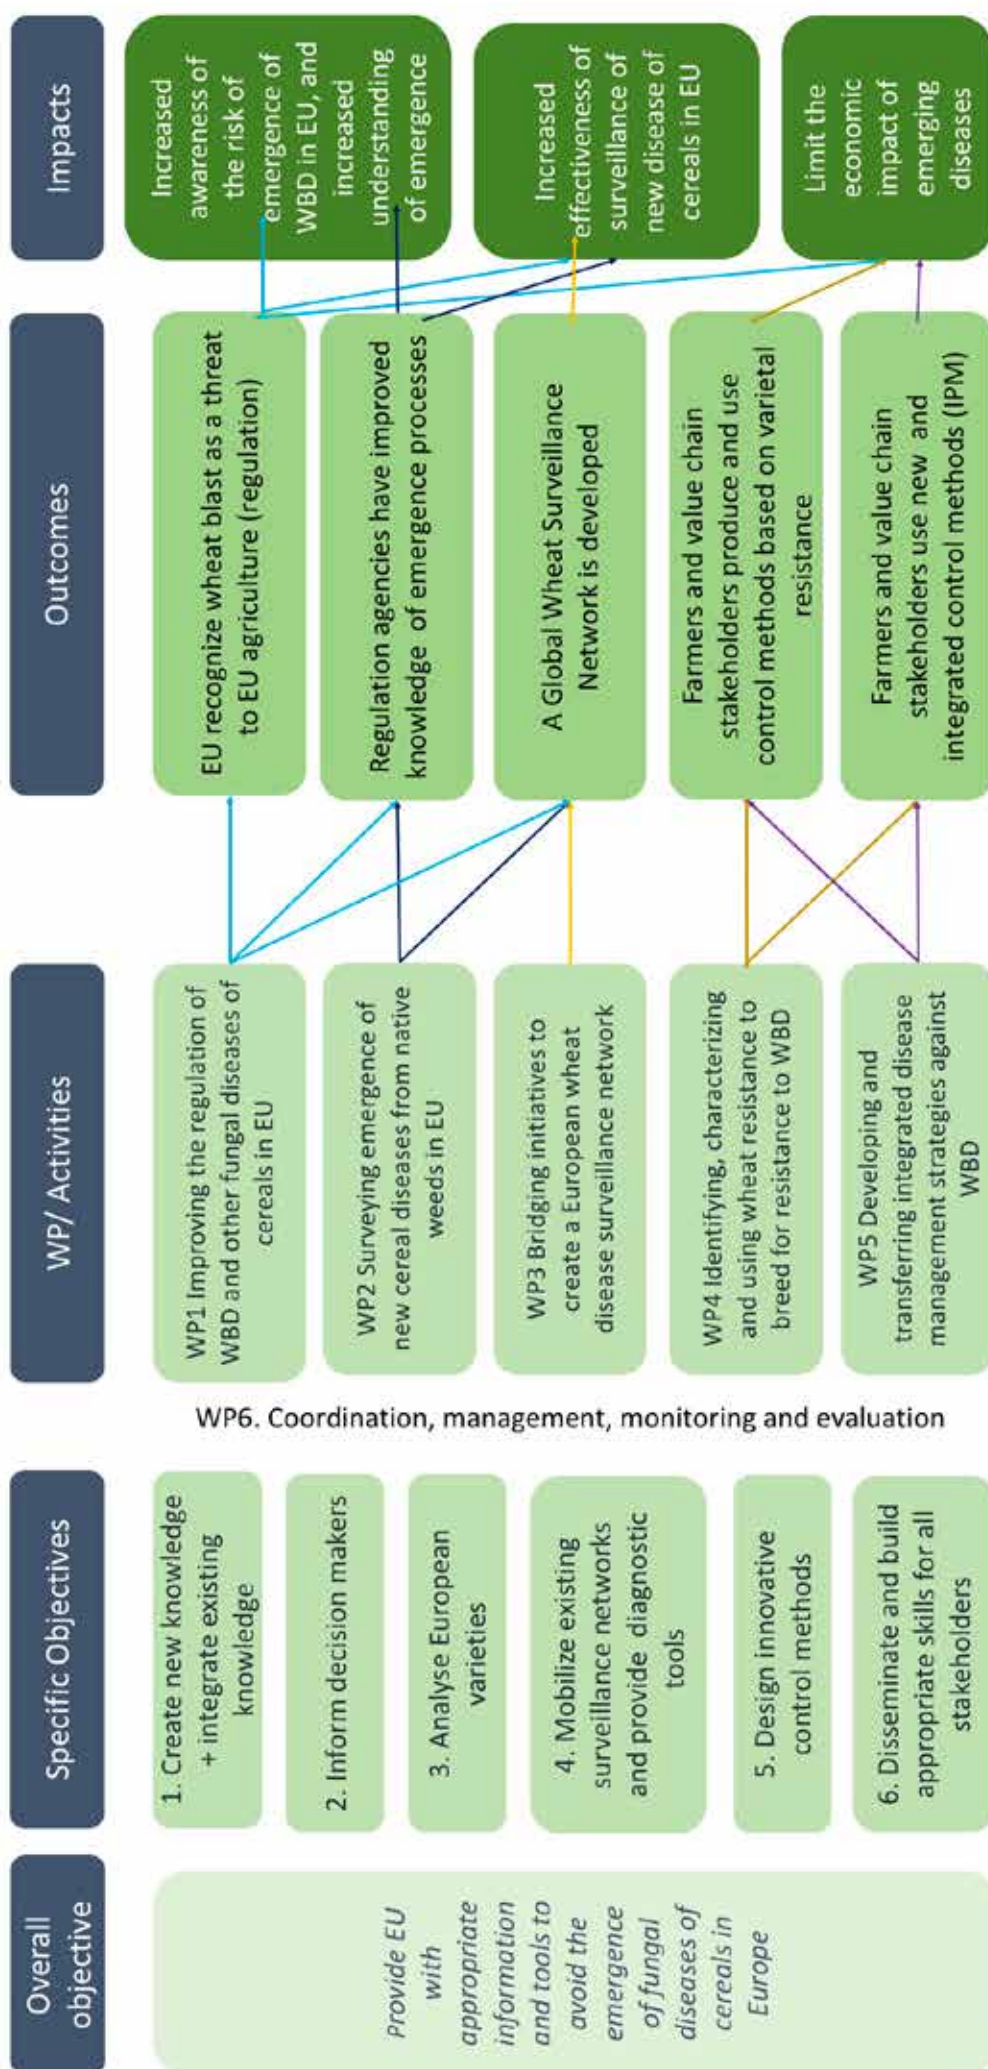 Overall
objective
Provide EU
with
appropriate
information
and tools to
avoid the
emergence
of fungal
diseases of
cereals in
Europe
Specific Objectives
1. Create new knowledge
+ integrate existing
knowledge
2. Inform decision makers
3. Analyse European
varieties
4. Mobilize existing
surveillance networks
and provide diagnostic
tools
5. Design innovative
control methods
6. Disseminate and build
appropriate skills for all
stakeholders
WP6. Coordination, management, monitoring and evaluation
WP/ Activities
WP1 Improving the regulation of
WBD and other fungal diseases of
cereals in EU
WP2 Surveying emergence of
new cereal diseases from native
weeds in EU
WP3 Bridging initiatives to
create a European wheat
disease surveillance network
WP4 Identifying, characterizing
and using wheat resistance to
breed for resistance to WBD
WP5 Developing and
transferring integrated disease
management strategies against
WBD
Outcomes
EU recognize wheat blast as a threat
to EU agriculture (regulation)
Regulation agencies have improved
knowledge of emergence processes
A Global Wheat Surveillance
Network is developed
Farmers and value chain
stakeholders produce and use
control methods based on varietal
resistance
Farmers and value chain
stakeholders use new and
integrated control methods (IPM)
Impacts
Increased
awareness of
the risk of
emergence of
WBD in EU, and
increased
understanding
of emergence
Increased
effectiveness of
surveillance of
new disease of
cereals in EU
Limit the
economic
impact of
emerging
diseases